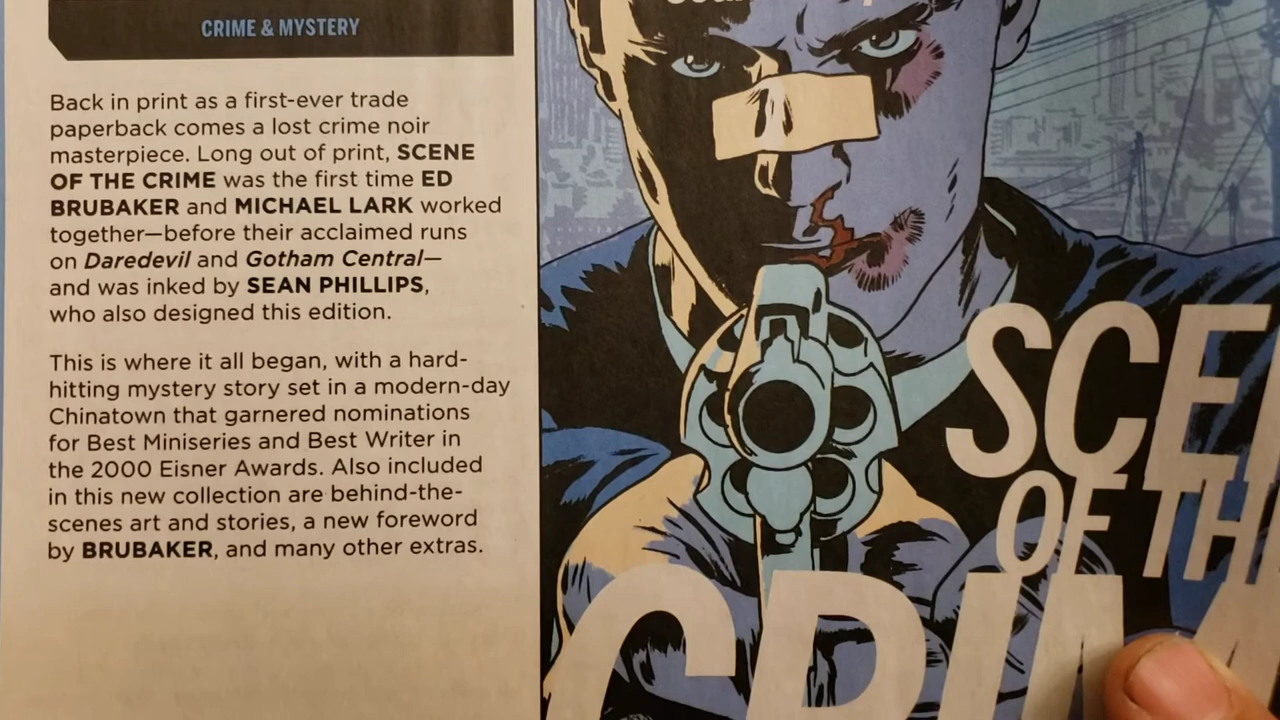 CRIME & MYSTERY
Back in print as a first-ever trade
paperback comes a lost crime noir
masterpiece. Long out of print, SCENE
OF THE CRIME was the first time ED
BRUBAKER and MICHAEL LARK worked
together—before their acclaimed runs
on Daredevil and Gotham Central—
and was inked by SEAN PHILLIPS,
who also designed this edition.
This is where it all began, with a hard-
hitting mystery story set in a modern-day
Chinatown that garnered nominations
for Best Miniseries and Best Writer in
the 2000 Eisner Awards. Also included
in this new collection are behind-the-
scenes art and stories, a new foreword
by BRUBAKER, and many other extras.
SCE
OF TH
CRIM